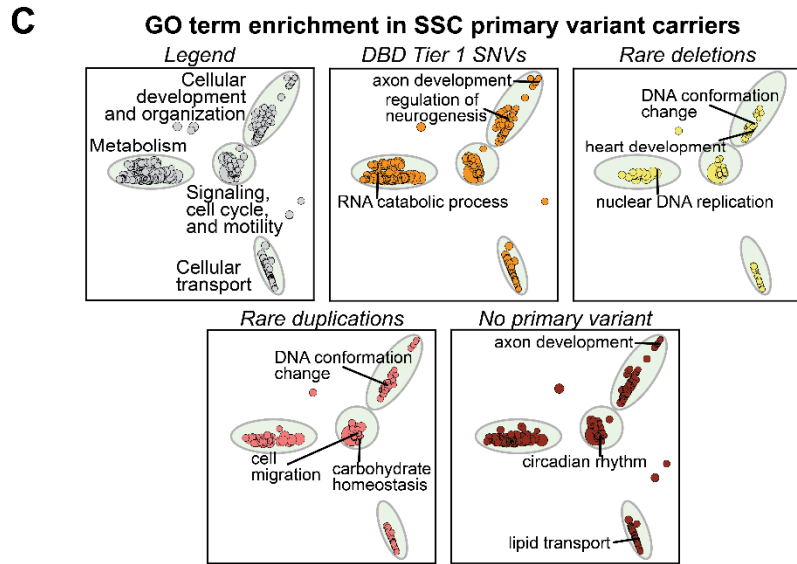 C
GO term enrichment in SSC primary variant carriers
Legend
Cellular
development
and organization
Metabolism
Signaling,
cell cycle,
and motility
Cellular
transport
DBD Tier 1 SNVs
axon development
regulation of
neurogenesis
RNA catabolic process
Rare deletions
DNA conformation
change
heart development
nuclear DNA replication
Rare duplications
DNA conformation
change
cell
migration
carbohydrate
homeostasis
No primary variant
axon development
circadian rhythm
lipid transport